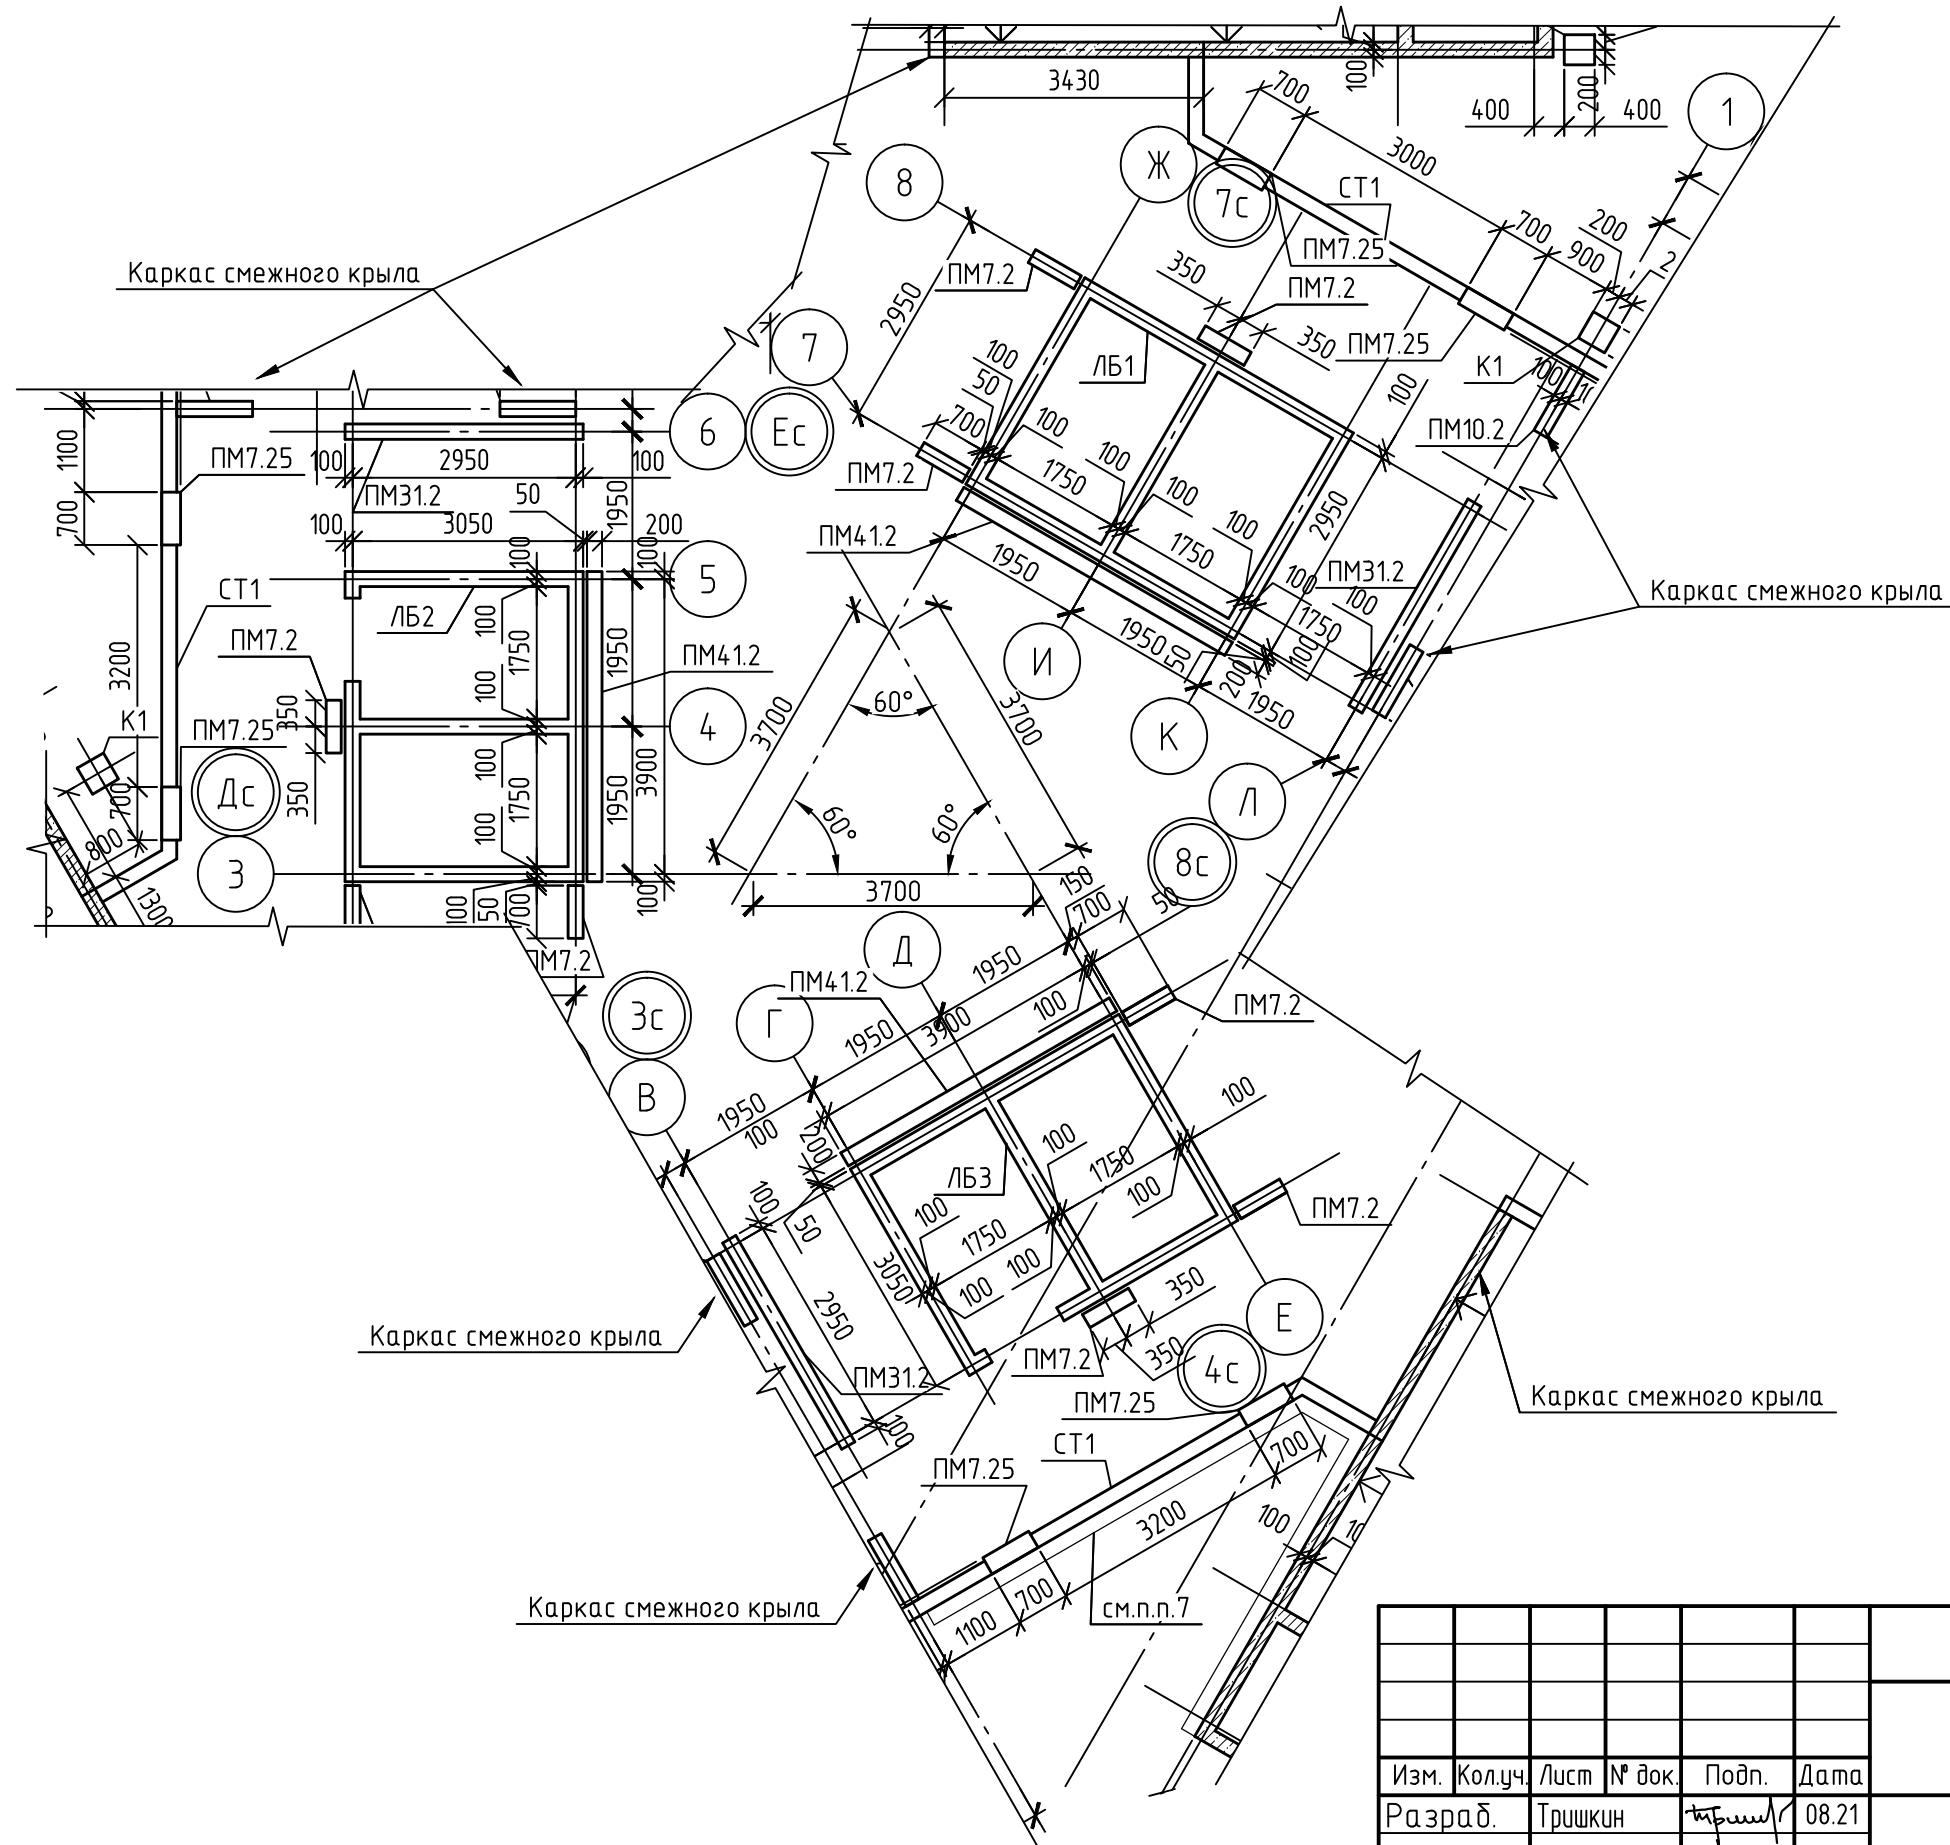 3430
100
400
200
400
1
700
3000
Ж
8
7с
СТ1
ПМ7.25
700
200
900
2
Каркас смежного крыла
ПМ7.2
350
ПМ7.2
2950
350
ПМ7.25
7
ЛБ1
К1
100
100
50
100
6
Ес
700
100
ПМ10.2
1100
ПМ7.25
100
2950
100
ПМ7.2
1750
100
100
ПМ31.2
50
1950
700
100
3050
200
ПМ41.2
100
2950
100
100
1950
1750
100
ПМ31.2
5
100
1750
Каркас смежного крыла
СТ1
ЛБ2
100
1750
1950
ПМ7.2
ПМ41.2
3200
И
1950
50
100
200
1950
100
60°
3700
3700
350
К1
ПМ7.25
4
К
Дс
100
1750
3900
1950
350
700
Л
800
60°
60°
100
8с
3
1300
3700
150
700
50
100
50
700
100
ПМ7.2
Д
1950
ПМ41.2
100
ПМ7.2
3с
Г
1950
3900
В
1950
100
200
100
100
1750
ЛБ3
100
100
50
100
1750
ПМ7.2
3050
100
100
2950
350
Е
Каркас смежного крыла
ПМ31.2
ПМ7.2
350
4с
ПМ7.25
Каркас смежного крыла
100
СТ1
700
ПМ7.25
3200
100
700
Каркас смежного крыла
1100
см.п.п.7
Изм. Кол.уч. Лист № док. Подп. Дата
Разраб. Тришкин 08.21